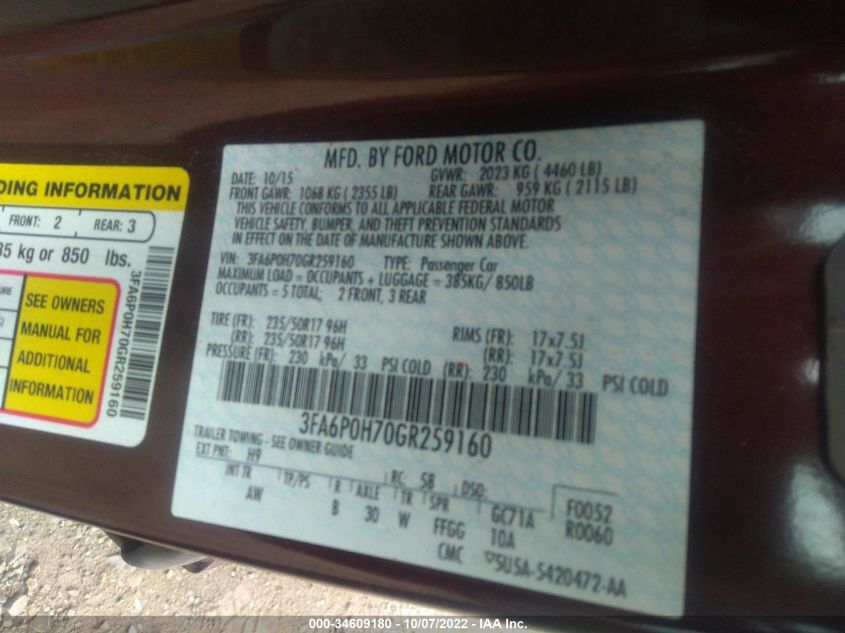 DING INFORMATION
FRONT: 2 REAR: 3
35 kg or 850 lbs.
SEE OWNERS
MANUAL FOR
ADDITIONAL
INFORMATION
3FA6P0H70GR259160
MFD. BY FORD MOTOR CO.
DATE: 10/15 GVWR: 2023 KG ( 4460 LB)
FRONT GAWR: 1068 KG ( 2355 LB) REAR GAWR: 959 KG ( 2115 LB)
THIS VEHICLE CONFORMS TO ALL APPLICABLE FEDERAL MOTOR
VEHICLE SAFETY, BUMPER, AND THEFT PREVENTION STANDARDS
IN EFFECT ON THE DATE OF MANUFACTURE SHOWN ABOVE.
VIN: 3FA6P0H70GR259160 TYPE: Passenger Car
MAXIMUM LOAD = OCCUPANTS + LUGGAGE = 385KG/ 850LB
OCCUPANTS = 5 TOTAL; 2 FRONT, 3 REAR
TIRE (FR): 235/50R17 96H RIMS (FR): 17x7.5J
(RR): 235/50R17 96H (RR): 17x7.5J
PRESSURE (FR): 230 kPa/ 33 PSI COLD (RR): 230 kPa/ 33 PSI COLD
3FA6P0H70GR259160
TRAILER TOWING - SEE OWNER GUIDE
EXT PNT: H9 RC: 58 DSO: F0052
INT TR TP/PS R AXLE TR SPR GC71A R0060
AW B 30 W FFGG 10A
CMC 5U5A-5420472-AA
000-34609180 - 10/07/2022 - IAA Inc.